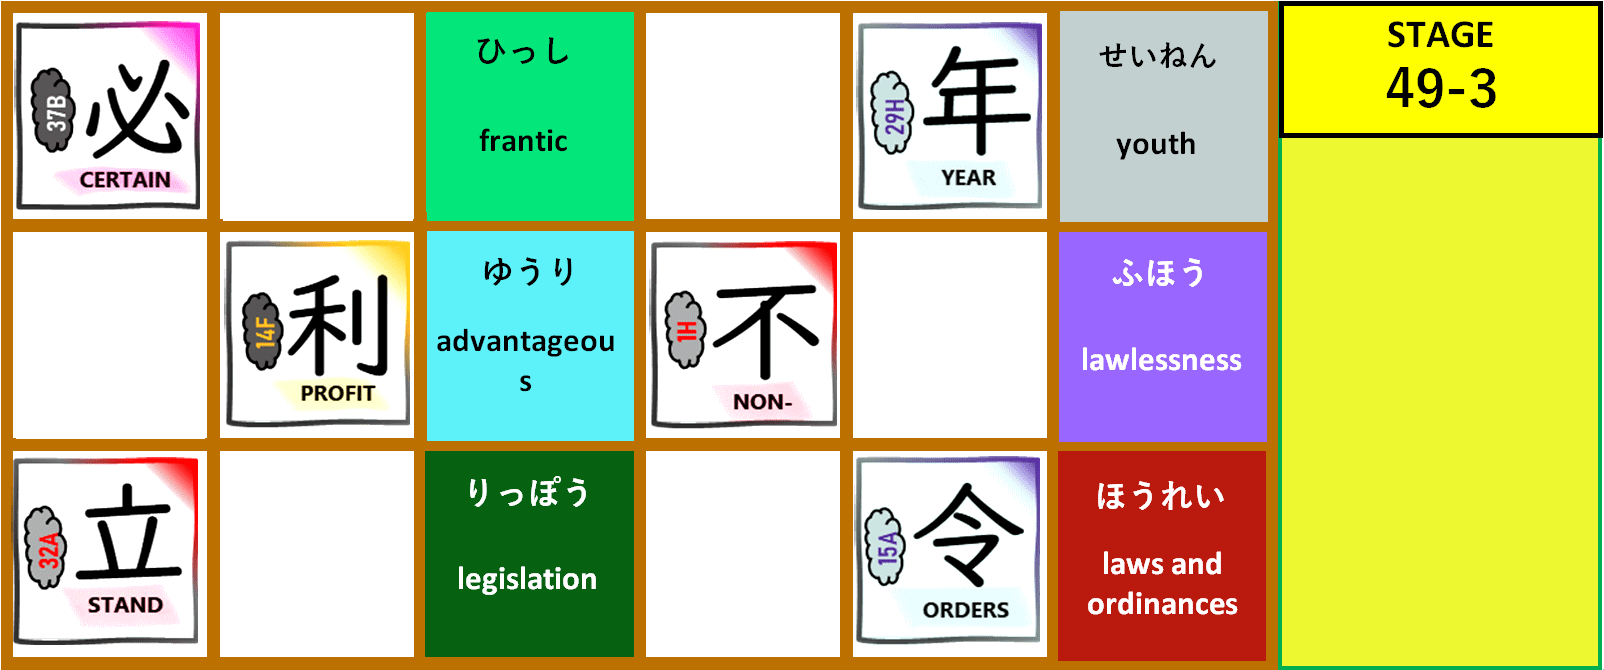 37B
必
CERTAIN
ひっし
frantic
29H
年
YEAR
せいねん
youth
STAGE
49-3
14F
利
PROFIT
ゆうり
advantageou
s
1H
不
NON-
ふほう
lawlessness
32A
立
STAND
りっぽう
legislation
15A
令
ORDERS
ほうれい
laws and
ordinances